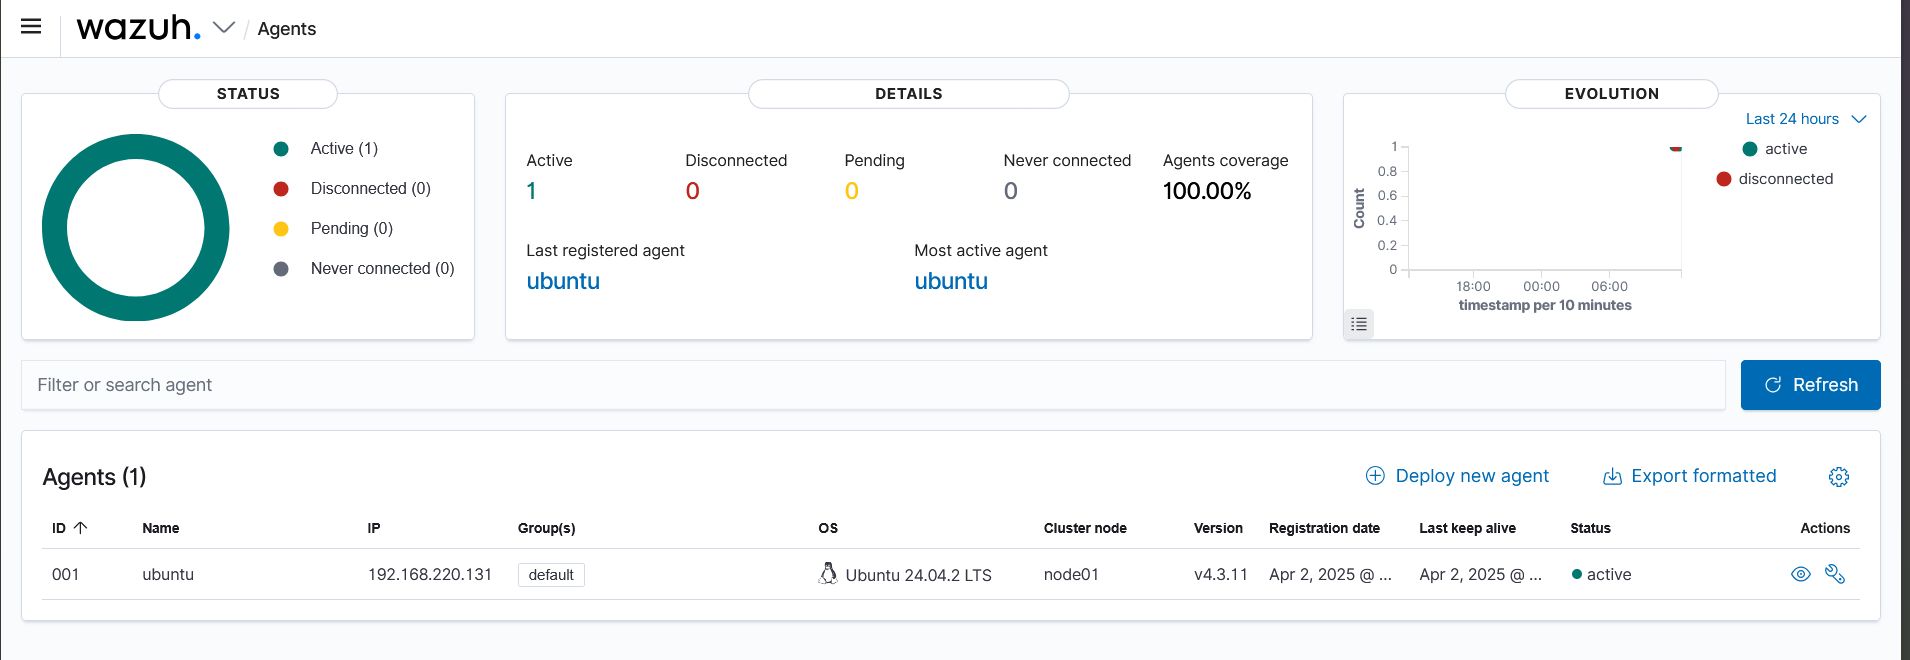 wazuh. / Agents
STATUS
Active (1)
Disconnected (0)
Pending (0)
Never connected (0)
DETAILS
Active Disconnected Pending Never connected Agents coverage
1 0 0 0 100.00%
Last registered agent Most active agent
ubuntu ubuntu
EVOLUTION
Last 24 hours
active
disconnected
Count
1
0.8
0.6
0.4
0.2
0
18:00 00:00 06:00
timestamp per 10 minutes
Filter or search agent
Refresh
Agents (1) Deploy new agent Export formatted
ID Name IP Group(s) OS Cluster node Version Registration date Last keep alive Status Actions
001 ubuntu 192.168.220.131 default Ubuntu 24.04.2 LTS node01 v4.3.11 Apr 2, 2025 @ ... Apr 2, 2025 @ ... active